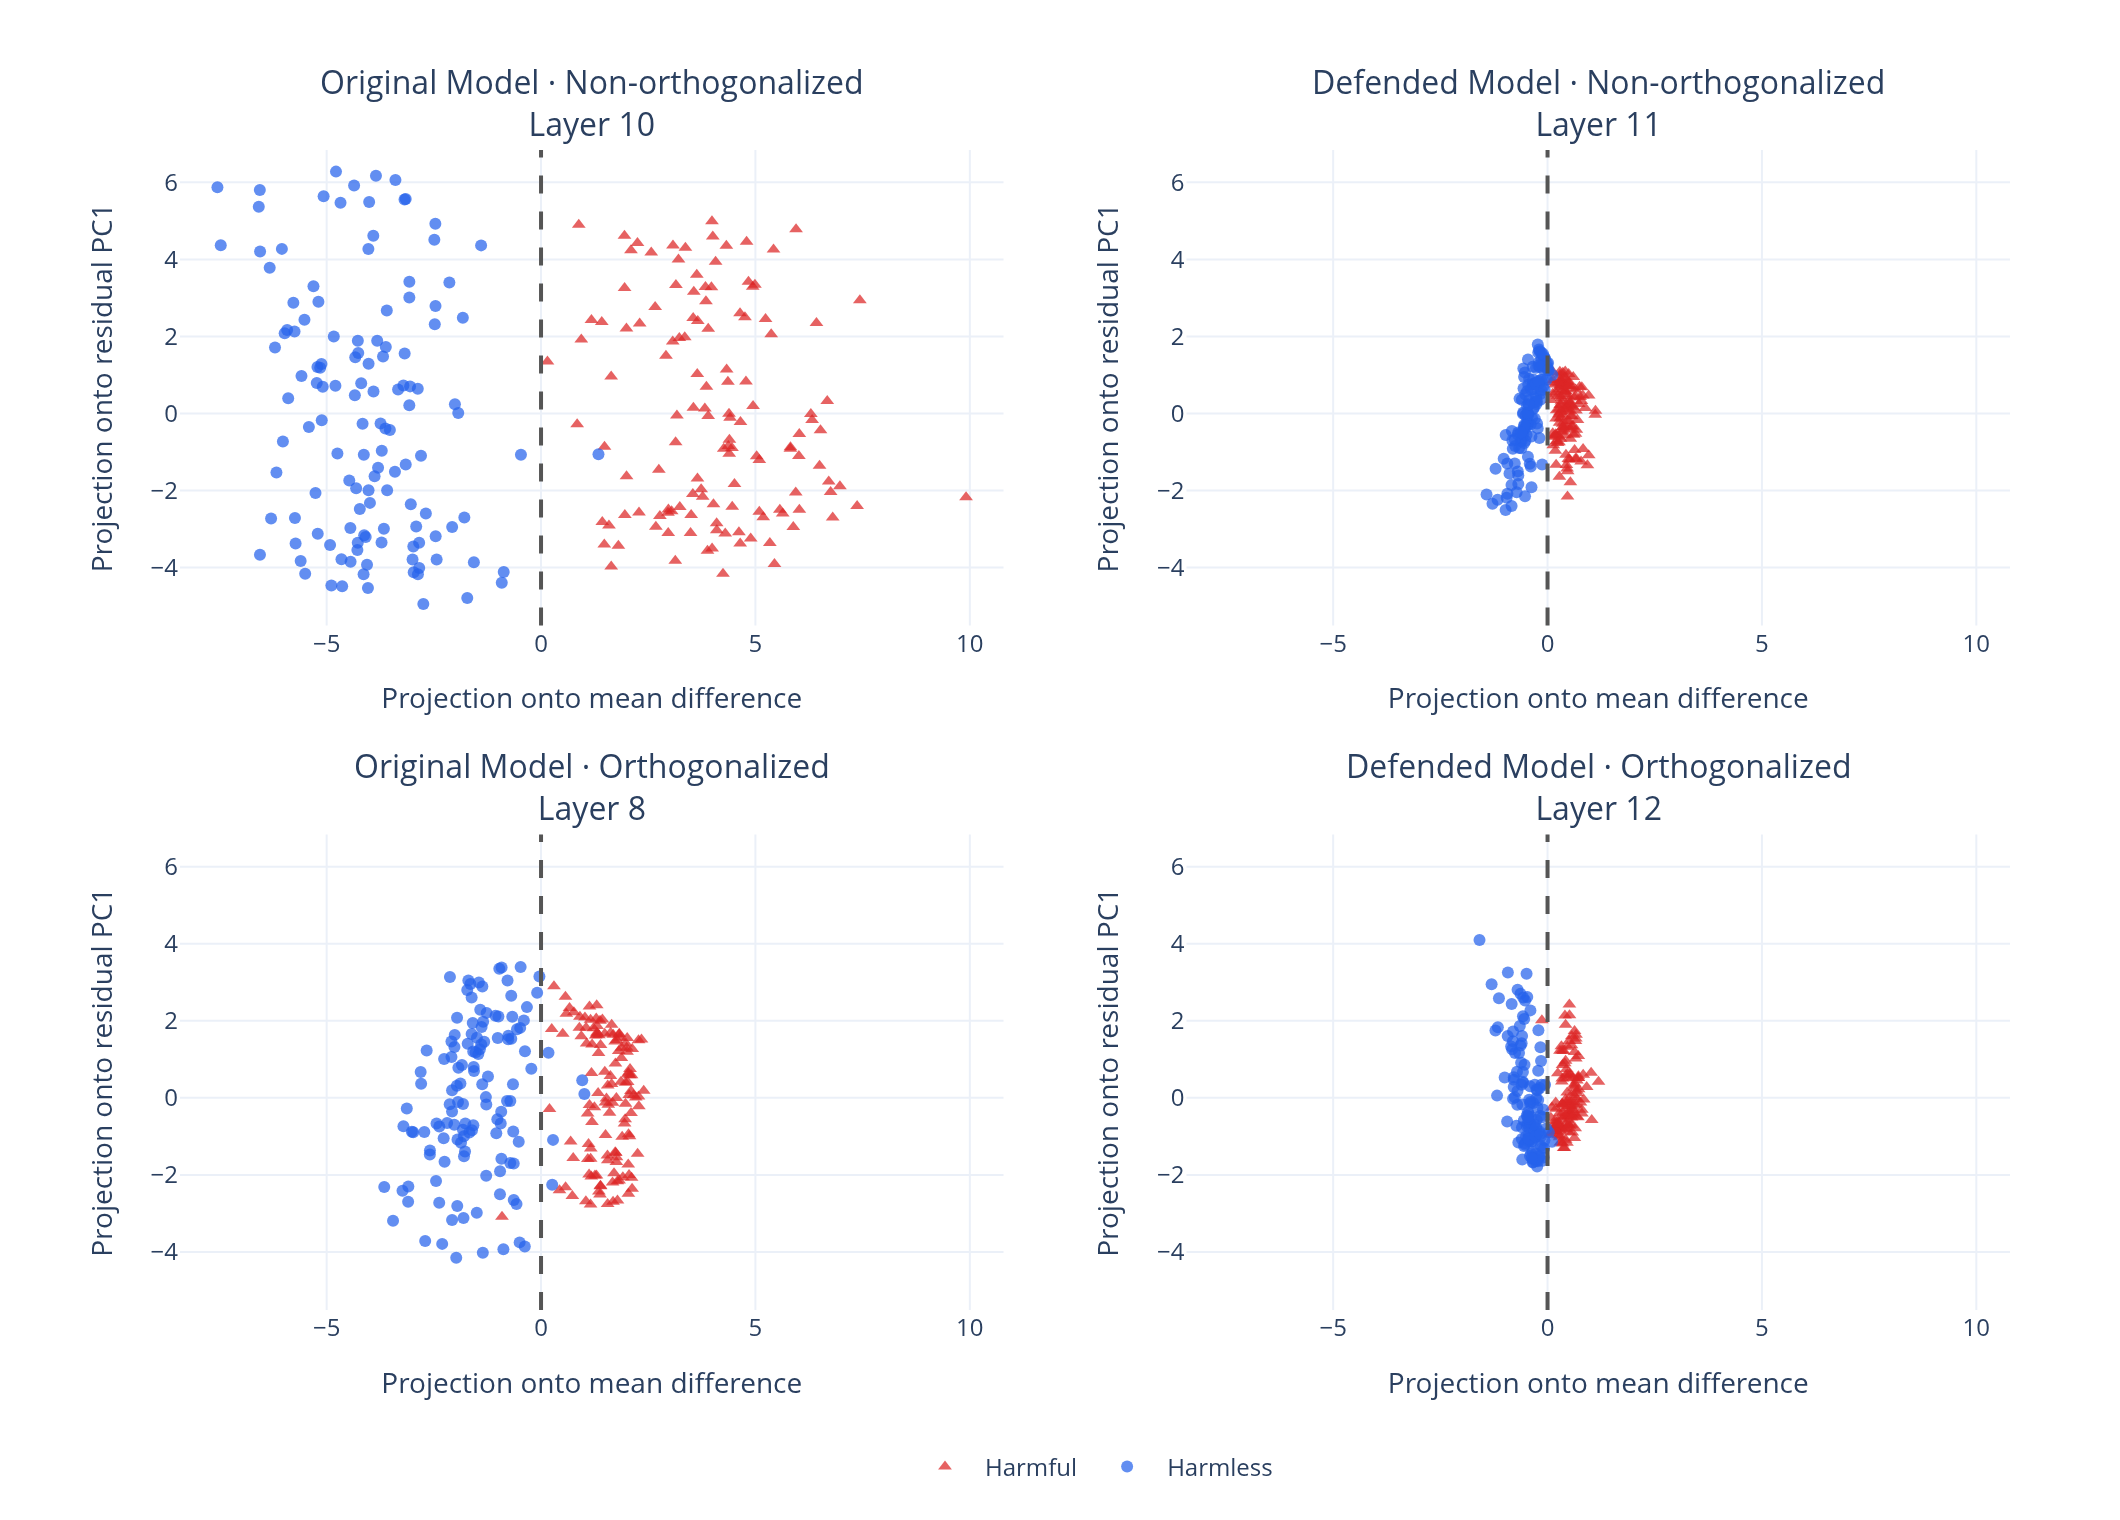 Original Model · Non-orthogonalized
Layer 10
Defended Model · Non-orthogonalized
Layer 11
Projection onto residual PC1
6
4
2
0
−2
−4
−5
0
5
10
Projection onto mean difference
Projection onto residual PC1
6
4
2
0
−2
−4
−5
0
5
10
Projection onto mean difference
Original Model · Orthogonalized
Layer 8
Defended Model · Orthogonalized
Layer 12
Projection onto residual PC1
6
4
2
0
−2
−4
−5
0
5
10
Projection onto mean difference
Projection onto residual PC1
6
4
2
0
−2
−4
−5
0
5
10
Projection onto mean difference
Harmful
Harmless